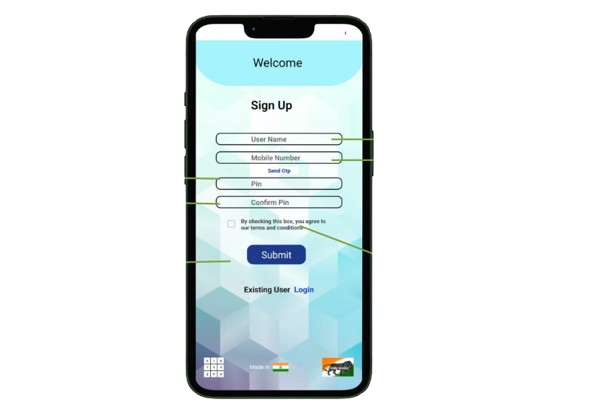 Welcome
Sign Up
User Name
Mobile Number
Send Otp
Pin
Confirm Pin
By checking this box, you agree to
our terms and conditions
Submit
Existing User Login
Made in